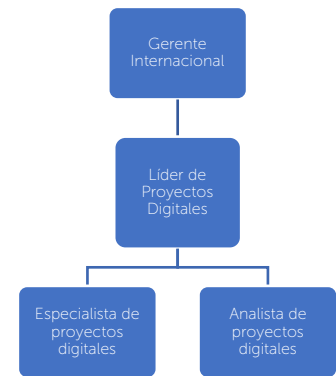 Gerente
Internacional
Líder de
Proyectos
Digitales
Especialista de
proyectos
digitales
Analista de
proyectos
digitales